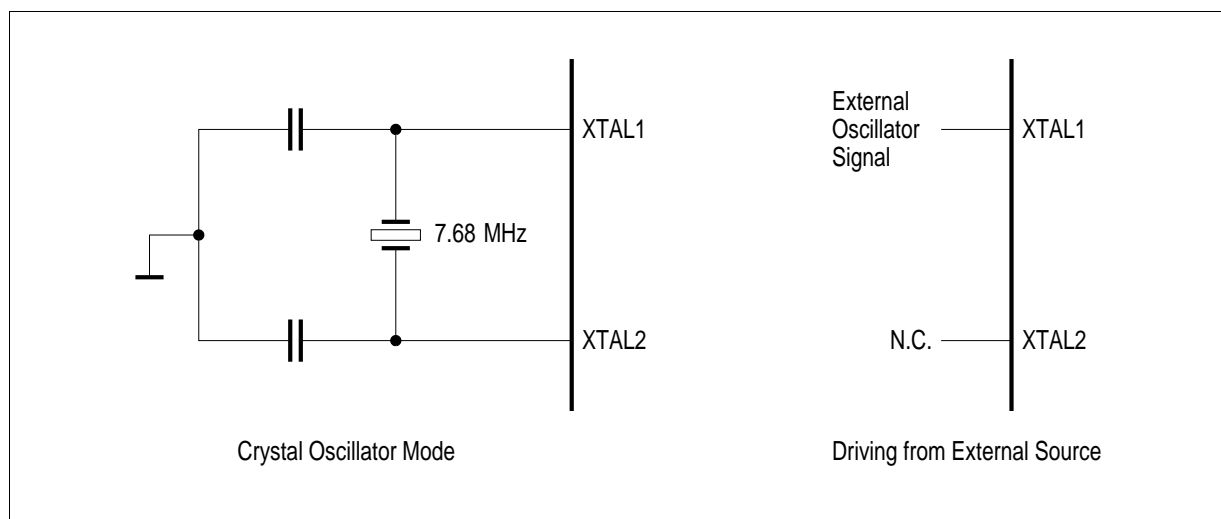 XTAL1
7.68 MHz
XTAL2
Crystal Oscillator Mode
External
Oscillator
Signal
XTAL1
N.C.
XTAL2
Driving from External Source